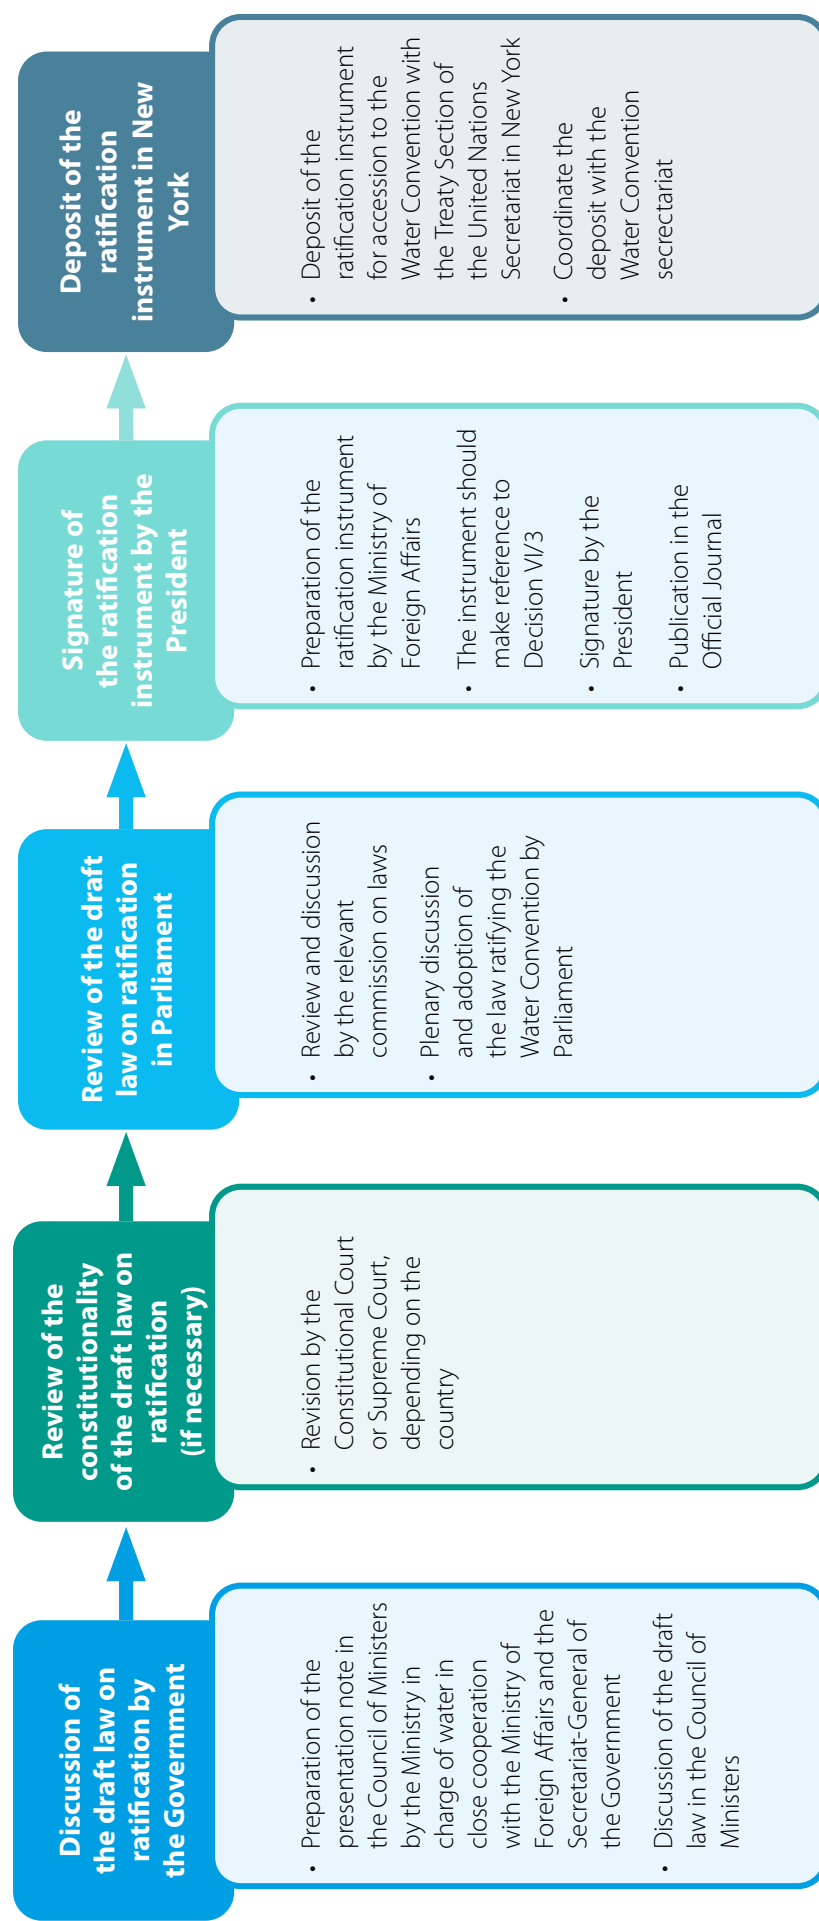 Discussion of
the draft law on
ratification by
the Government
• Preparation of the
presentation note in
the Council of Ministers
by the Ministry in
charge of water in
close cooperation
with the Ministry of
Foreign Affairs and the
Secretariat-General of
the Government
• Discussion of the draft
law in the Council of
Ministers
Review of the
constitutionality
of the draft law on
ratification
(if necessary)
• Revision by the
Constitutional Court
or Supreme Court,
depending on the
country
Review of the draft
law on ratification
in Parliament
• Review and discussion
by the relevant
commission on laws
• Plenary discussion
and adoption of
the law ratifying the
Water Convention by
Parliament
Signature of
the ratification
instrument by the
President
• Preparation of the
ratification instrument
by the Ministry of
Foreign Affairs
• The instrument should
make reference to
Decision VI/3
• Signature by the
President
• Publication in the
Official Journal
Deposit of the
ratification
instrument in New
York
• Deposit of the
ratification instrument
for accession to the
Water Convention with
the Treaty Section of
the United Nations
Secretariat in New York
• Coordinate the
deposit with the
Water Convention
secrectariat